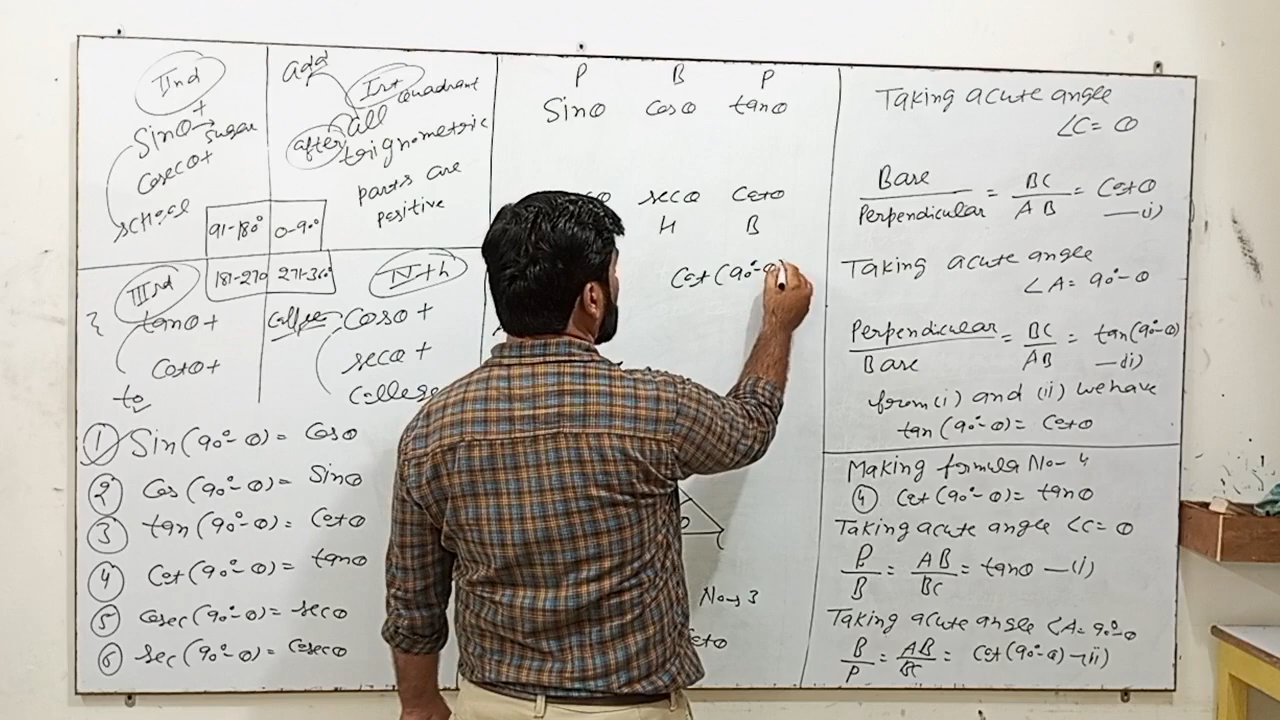 IInd
Sinθ+
→ sugar
Cosecθ+
91-180°
Add
Ist quadrant
after
all
trignometric
parts are
positive
0-90°
IIIrd
181-270
tanθ+
Cotθ+
to
271-360°
IVth
College
Cosθ+
secθ+
① Sin(90°-θ)= Cosθ
② Cos(90°-θ)= Sinθ
③ tan(90°-θ)= Cotθ
④ Cot(90°-θ)= tanθ
⑤ Cosec(90°-θ)= secθ
⑥ sec(90°-θ)= Cosecθ
P B P
Sinθ Cosθ tanθ
secθ Cotθ
H B
Cot(90°-θ)
θ
No-3
Taking acute angle
∠C= θ
Base/Perpendicular = BC/AB = Cotθ —(i)
Taking acute angle
∠A= 90°-θ
Perpendicular/Base = BC/AB = tan(90°-θ) —(ii)
from(i) and (ii) we have
tan(90°-θ)= Cotθ
Making formula No-4
④ Cot(90°-θ)= tanθ
Taking acute angle ∠C= θ
P/B = AB/BC = tanθ —(i)
Taking acute angle ∠A=90°-θ
B/P = AB/BC = Cot(90°-θ) —(ii)